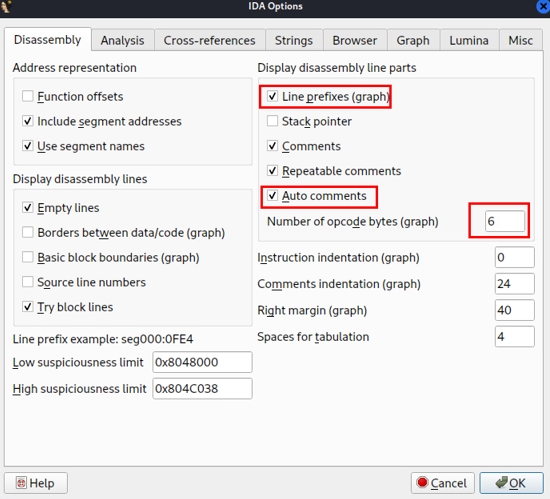 IDA Options
Disassembly Analysis Cross-references Strings Browser Graph Lumina Misc
Address representation
Function offsets
Include segment addresses
Use segment names
Display disassembly lines
Empty lines
Borders between data/code (graph)
Basic block boundaries (graph)
Source line numbers
Try block lines
Line prefix example: seg000:0FE4
Low suspiciousness limit 0x8048000
High suspiciousness limit 0x804C038
Display disassembly line parts
Line prefixes (graph)
Stack pointer
Comments
Repeatable comments
Auto comments
Number of opcode bytes (graph) 6
Instruction indentation (graph) 0
Comments indentation (graph) 24
Right margin (graph) 40
Spaces for tabulation 4
Help Cancel OK